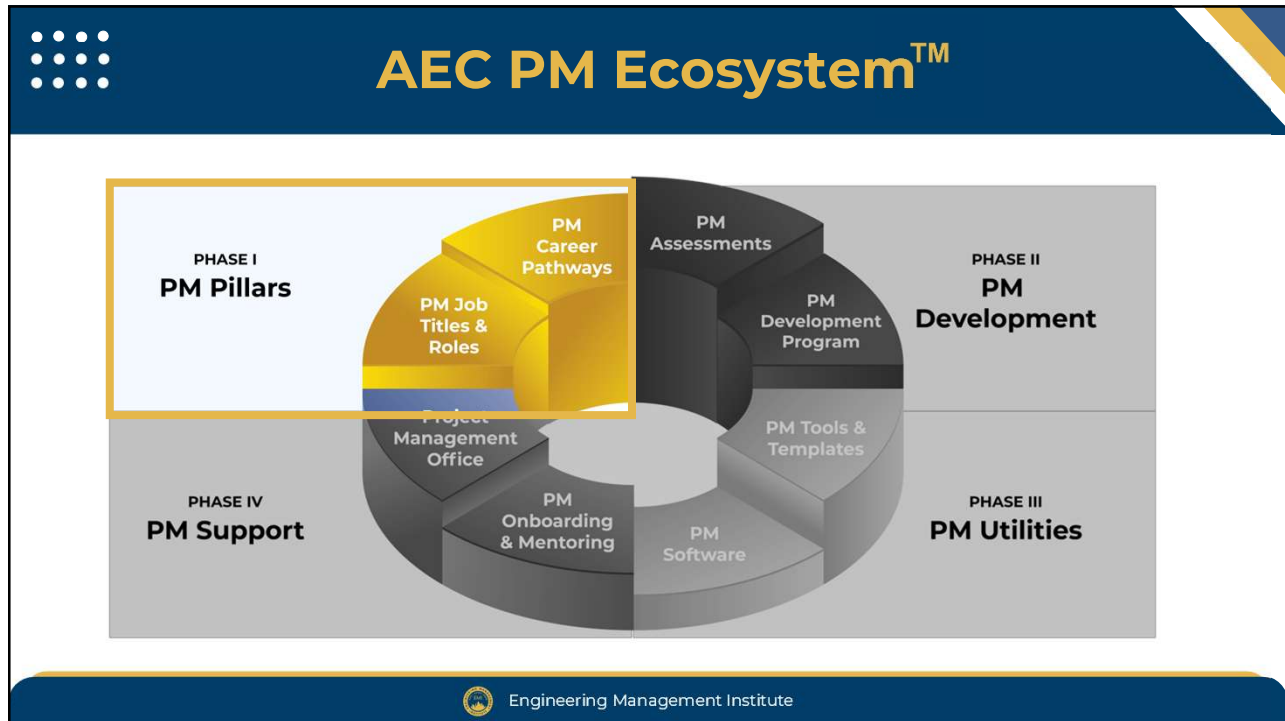 AEC PM Ecosystem™
PHASE I
PM Pillars
PM
Career
Pathways
PM Job
Titles &
Roles
PM
Assessments
PM
Development
Program
PHASE II
PM
Development
Project
Management
Office
PM Tools &
Templates
PHASE IV
PM Support
PM
Onboarding
& Mentoring
PM
Software
PHASE III
PM Utilities
Engineering Management Institute